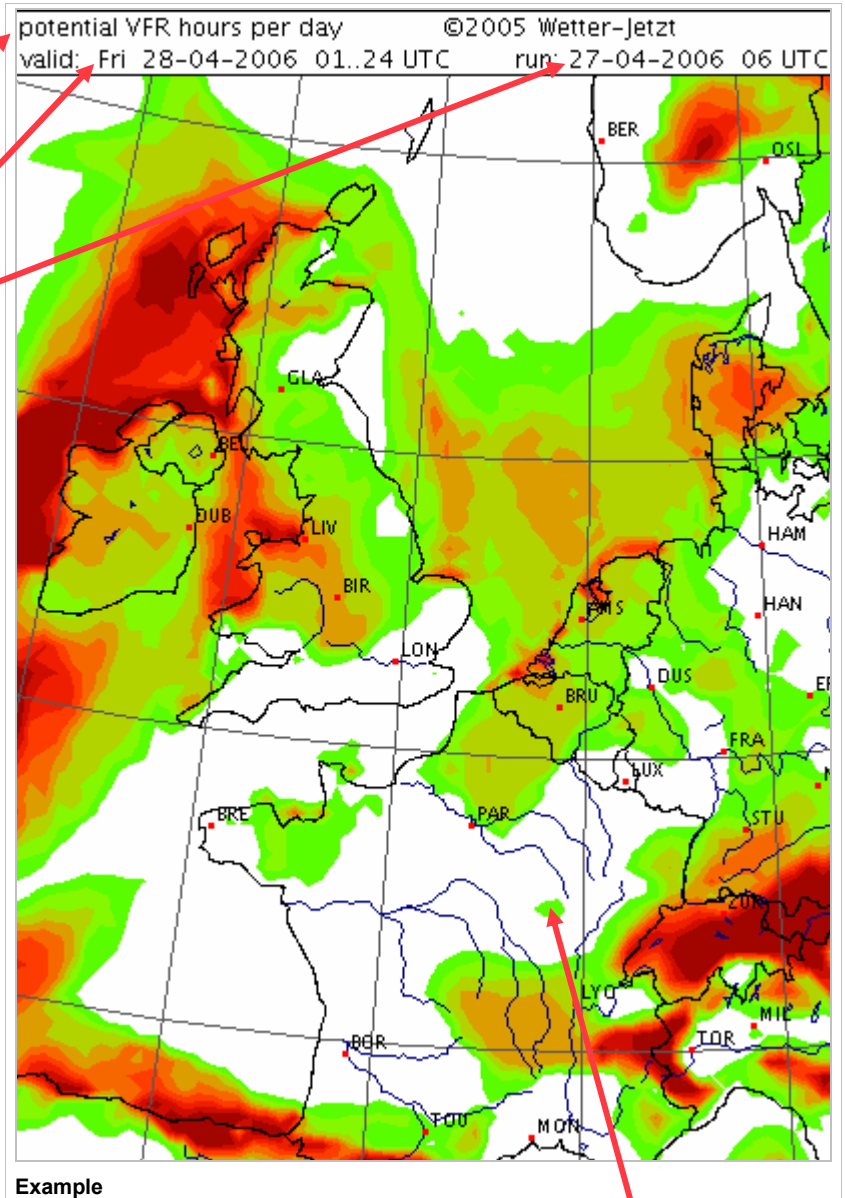 potential VFR hours per day ©2005 Wetter-Jetzt
valid: Fri 28-04-2006 01..24 UTC run: 27-04-2006 06 UTC
BER
OSL
GLA
BEL
DUB
LIV
HAM
BIR
HAN
AMS
LON
DUS
BRU
FRA
LUX
BRE
PAR
STU
ZUR
LYO
MIL
BOR
TOR
TOU
MON
Example